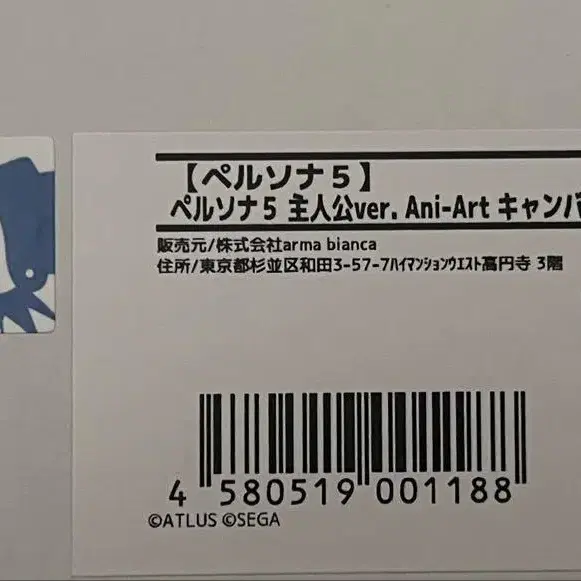 【ペルソナ5】
ペルソナ5 主人公ver. Ani-Art キャンバ
販売元/株式会社arma bianca
住所/東京都杉並区和田3-57-7ﾊｲﾏﾝｼｮﾝｳｴｽﾄ高円寺 3階
4 580519 001188
©ATLUS ©SEGA